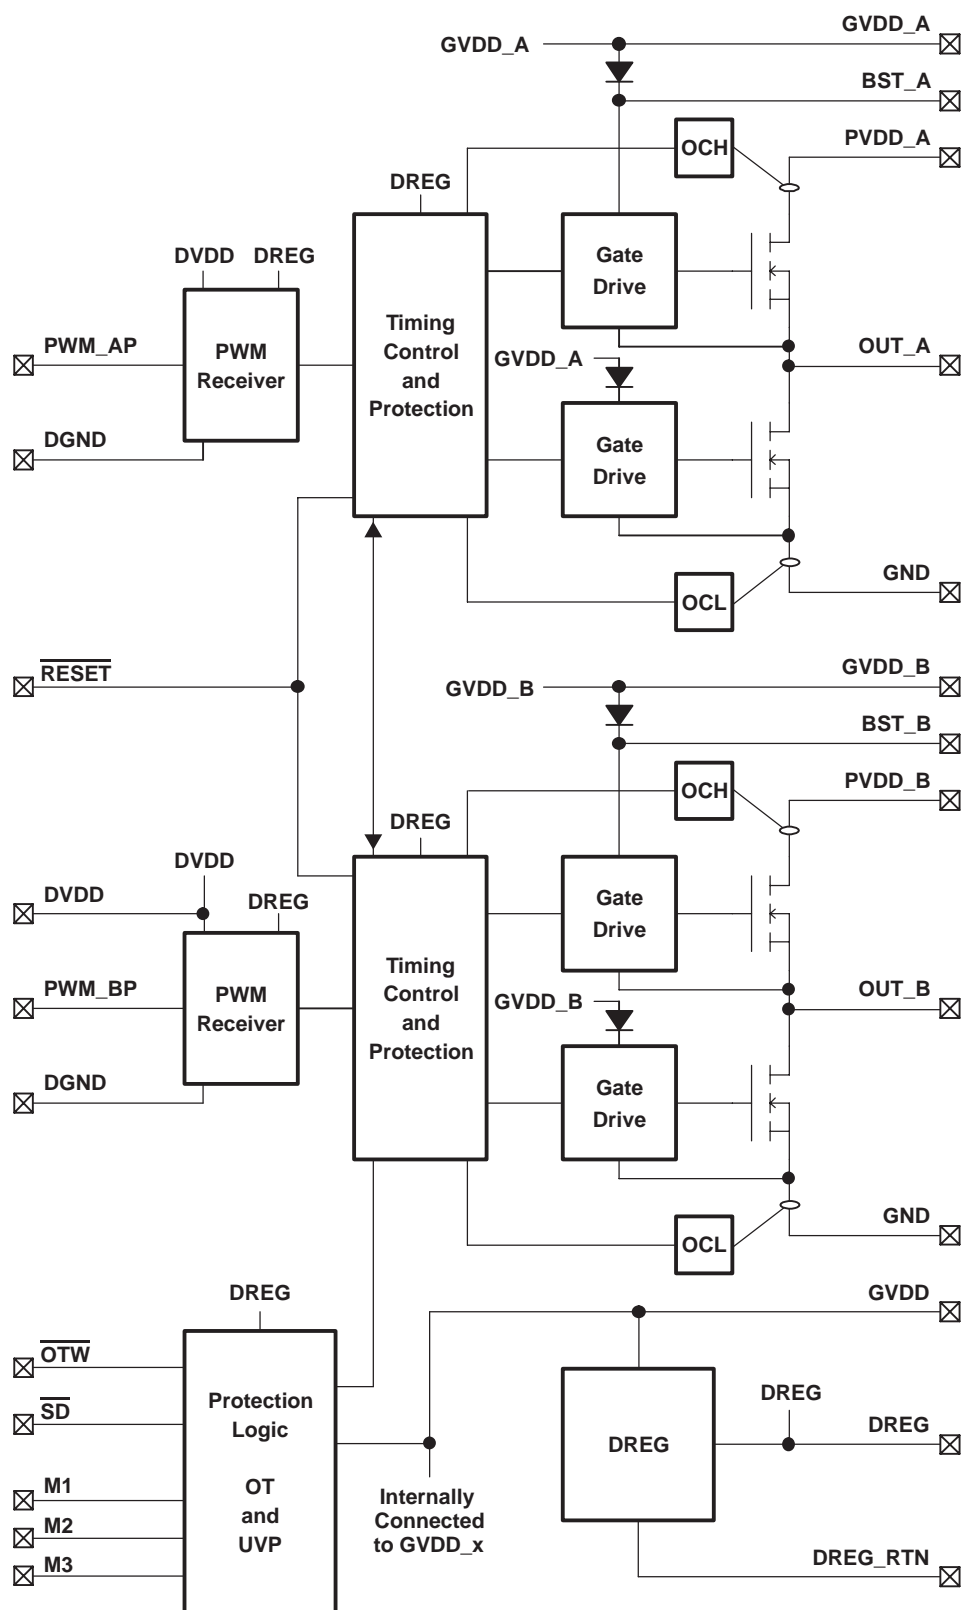 GVDD_A
GVDD_A
BST_A
OCH
PVDD_A
DREG
DVDD
DREG
Gate
Drive
PWM_AP
PWM
Receiver
Timing
Control
and
Protection
GVDD_A
OUT_A
DGND
Gate
Drive
OCL
GND
RESET
GVDD_B
GVDD_B
BST_B
OCH
PVDD_B
DREG
DVDD
DVDD
DREG
Gate
Drive
PWM_BP
PWM
Receiver
Timing
Control
and
Protection
GVDD_B
OUT_B
DGND
Gate
Drive
OCL
GND
DREG
GVDD
OTW
SD
M1
M2
M3
Protection
Logic
OT
and
UVP
Internally
Connected
to GVDD_x
DREG
DREG
DREG
DREG_RTN